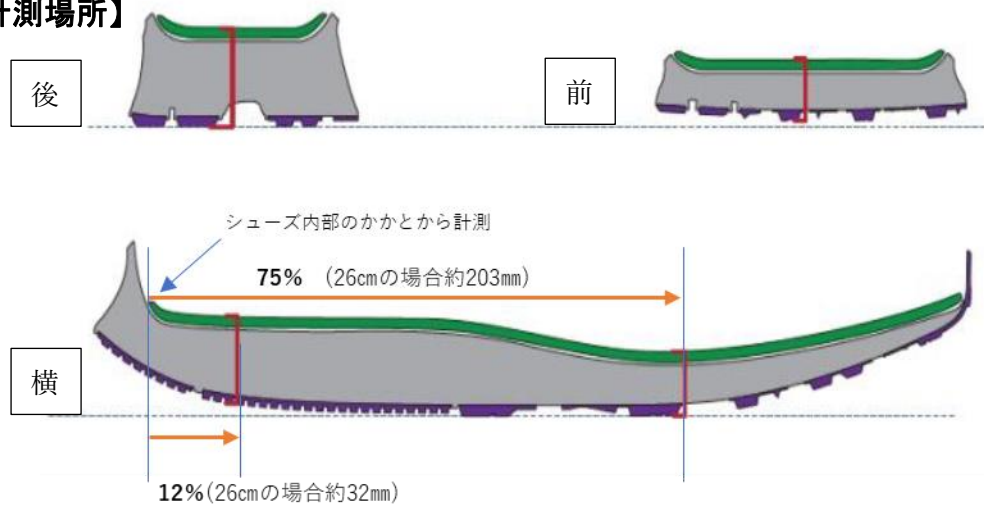 計測場所】
後
前
シューズ内部のかかとから計測
75% (26㎝の場合約203㎜)
横
12%(26㎝の場合約32㎜)